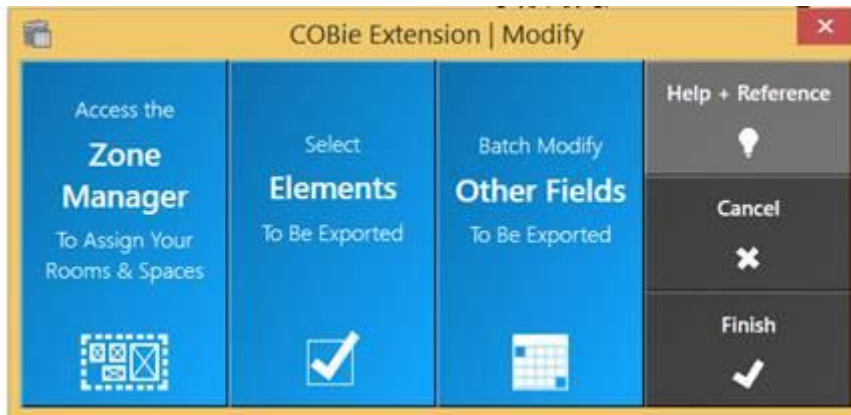 COBie Extension | Modify
Access the
Zone
Manager
To Assign Your
Rooms & Spaces
Select
Elements
To Be Exported
Batch Modify
Other Fields
To Be Exported
Help + Reference
Cancel
Finish